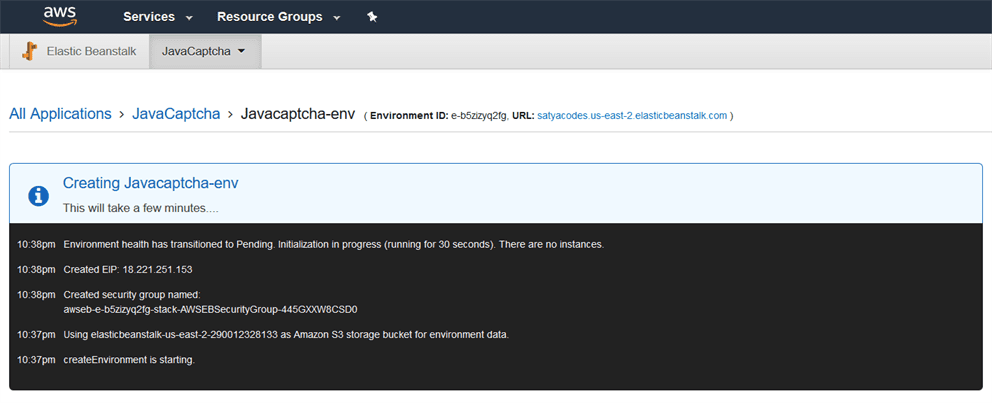 aws Services Resource Groups
Elastic Beanstalk JavaCaptcha
All Applications > JavaCaptcha > Javacaptcha-env ( Environment ID: e-b5zizyq2fg, URL: satyacodes.us-east-2.elasticbeanstalk.com )
Creating Javacaptcha-env
This will take a few minutes....
10:38pm Environment health has transitioned to Pending. Initialization in progress (running for 30 seconds). There are no instances.
10:38pm Created EIP: 18.221.251.153
10:38pm Created security group named:
awseb-e-b5zizyq2fg-stack-AWSEBSecurityGroup-445GXXW8CSD0
10:37pm Using elasticbeanstalk-us-east-2-290012328133 as Amazon S3 storage bucket for environment data.
10:37pm createEnvironment is starting.